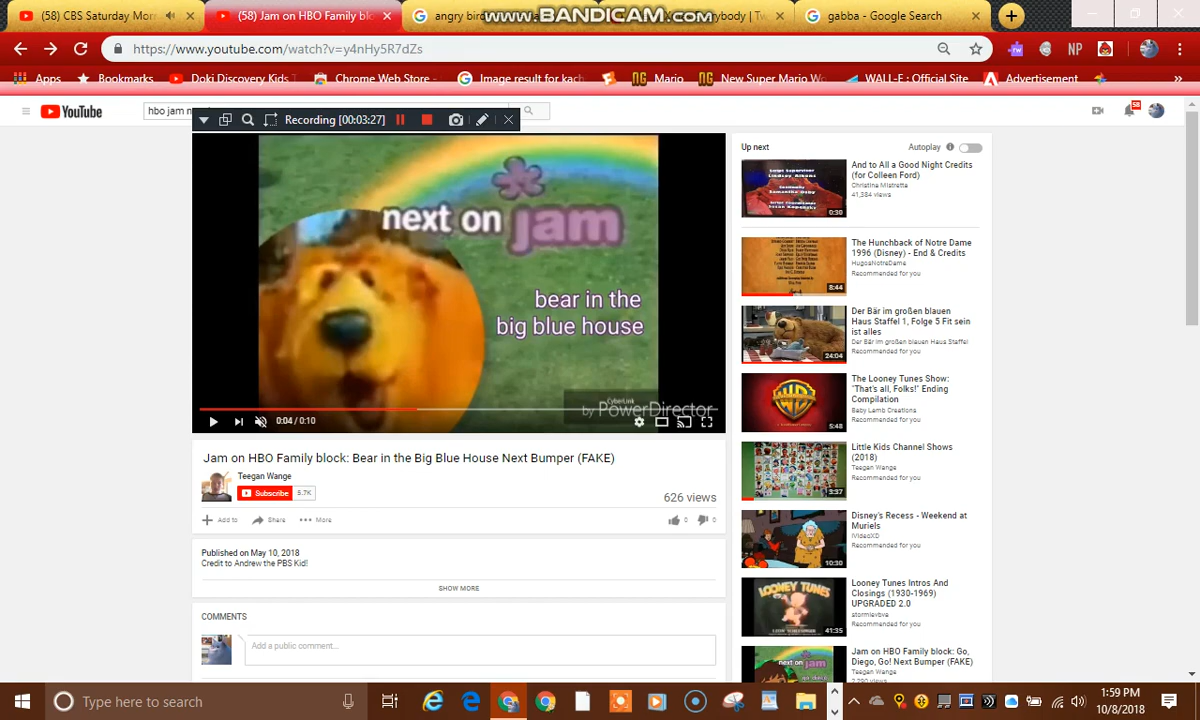 (58) CBS Saturday Mor
(58) Jam on HBO Family blo
angry bird
www.BANDICAM.com
ybody | Tw
gabba - Google Search
https://www.youtube.com/watch?v=y4nHy5R7dZs
Apps
Bookmarks
Doki Discovery Kids T
Chrome Web Store -
Image result for kach
Mario
New Super Mario Wo
WALL-E : Official Site
Advertisement
YouTube
hbo jam n
58
Recording [00:03:27]
next on jam
bear in the
big blue house
CyberLink
by PowerDirector
0:04 / 0:10
Jam on HBO Family block: Bear in the Big Blue House Next Bumper (FAKE)
Teegan Wange
Subscribe 5.7K
626 views
Add to Share More
0 0
Published on May 10, 2018
Credit to Andrew the PBS Kid!
SHOW MORE
COMMENTS
Add a public comment...
Up next
Autoplay
And to All a Good Night Credits
(for Colleen Ford)
Christina Mistretta
41,384 views
0:30
The Hunchback of Notre Dame
1996 (Disney) - End & Credits
HugoaNotreDame
Recommended for you
8:44
Der Bär im großen blauen
Haus Staffel 1, Folge 5 Fit sein
ist alles
Der Bär im großen blauen Haus Staffel
Recommended for you
24:04
The Looney Tunes Show:
"That's all, Folks!" Ending
Compilation
Baby Lamb Creations
Recommended for you
5:48
Little Kids Channel Shows
(2018)
Teegan Wange
Recommended for you
3:37
Disney's Recess - Weekend at
Muriels
iVideoXD
Recommended for you
10:30
Looney Tunes Intros And
Closings (1930-1969)
UPGRADED 2.0
stormlevbva
Recommended for you
LOONEY TUNES
41:35
Jam on HBO Family block: Go,
Diego, Go! Next Bumper (FAKE)
Teegan Wange
next on jam
Type here to search
1:59 PM
10/8/2018